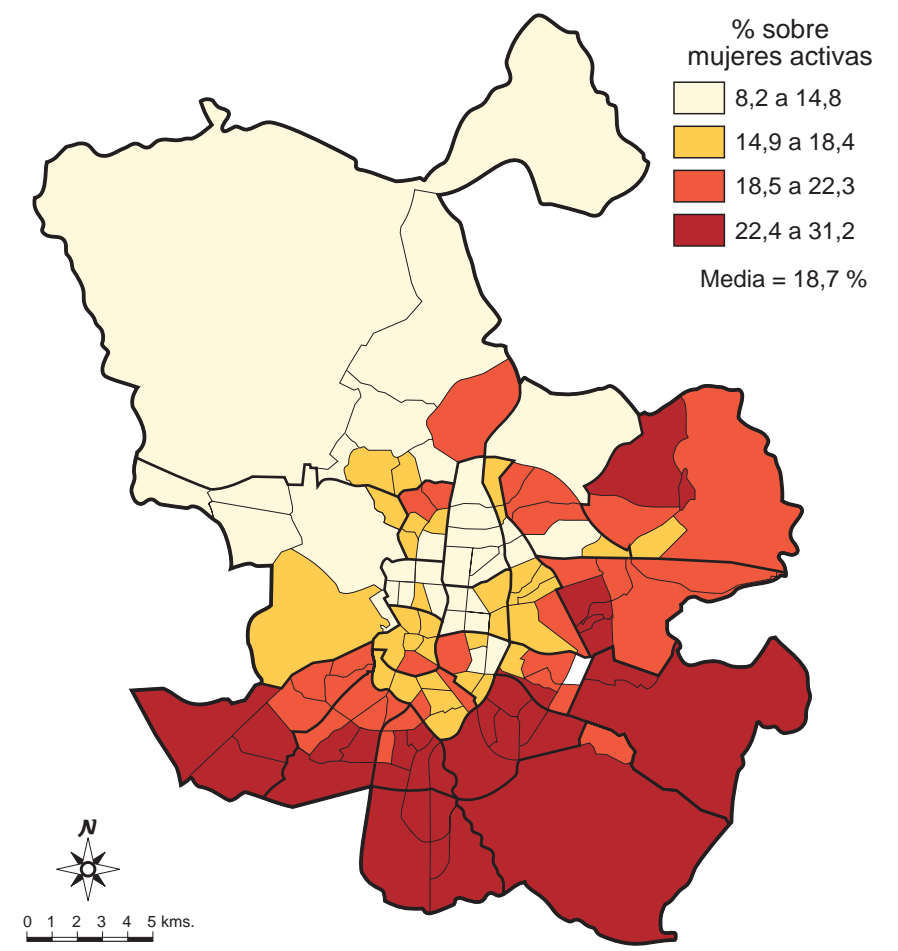 % sobre
mujeres activas
8,2 a 14,8
14,9 a 18,4
18,5 a 22,3
22,4 a 31,2
Media = 18,7 %
N
0 1 2 3 4 5 kms.